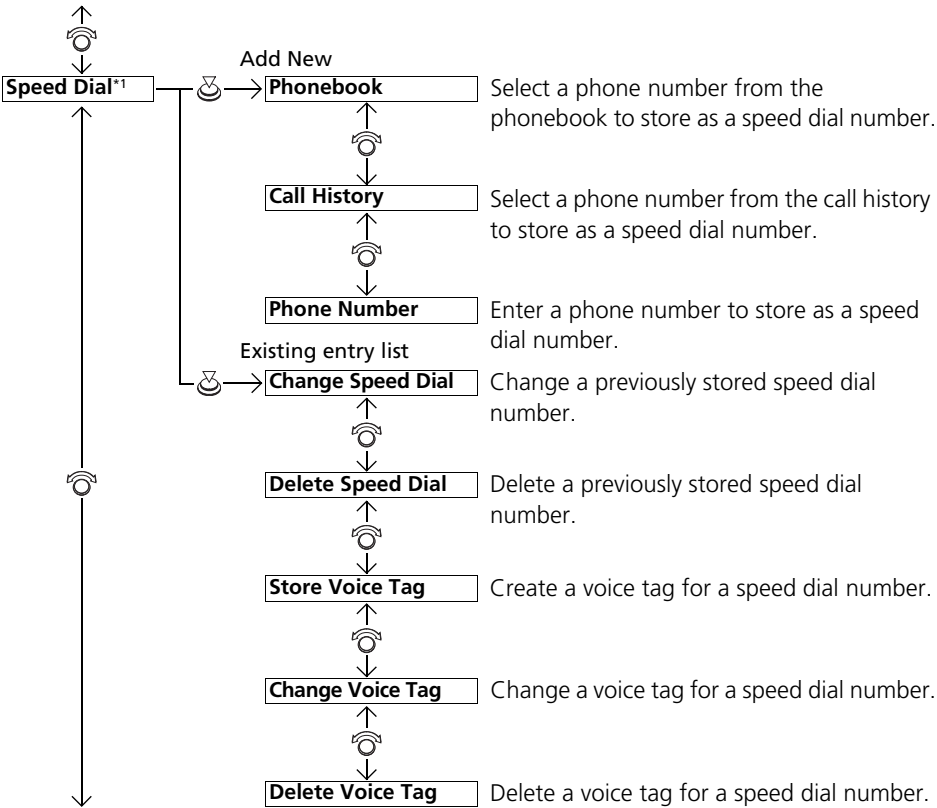 Add New
Speed Dial*1
Phonebook
Select a phone number from the
phonebook to store as a speed dial number.
Call History
Select a phone number from the call history
to store as a speed dial number.
Phone Number
Enter a phone number to store as a speed
dial number.
Existing entry list
Change Speed Dial
Change a previously stored speed dial
number.
Delete Speed Dial
Delete a previously stored speed dial
number.
Store Voice Tag
Create a voice tag for a speed dial number.
Change Voice Tag
Change a voice tag for a speed dial number.
Delete Voice Tag
Delete a voice tag for a speed dial number.